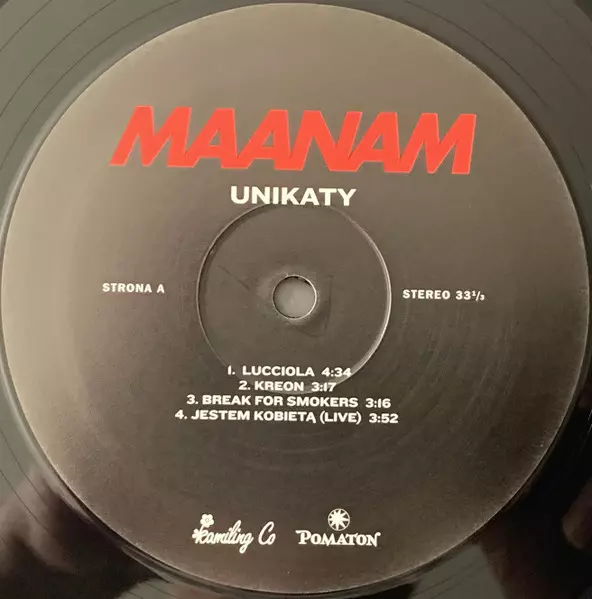 MAANAM
UNIKATY
STRONA A
STEREO 33¹/₃
1. LUCCIOLA 4:34
2. KREON 3:17
3. BREAK FOR SMOKERS 3:16
4. JESTEM KOBIETĄ (LIVE) 3:52
Kamiling Co
POMATON